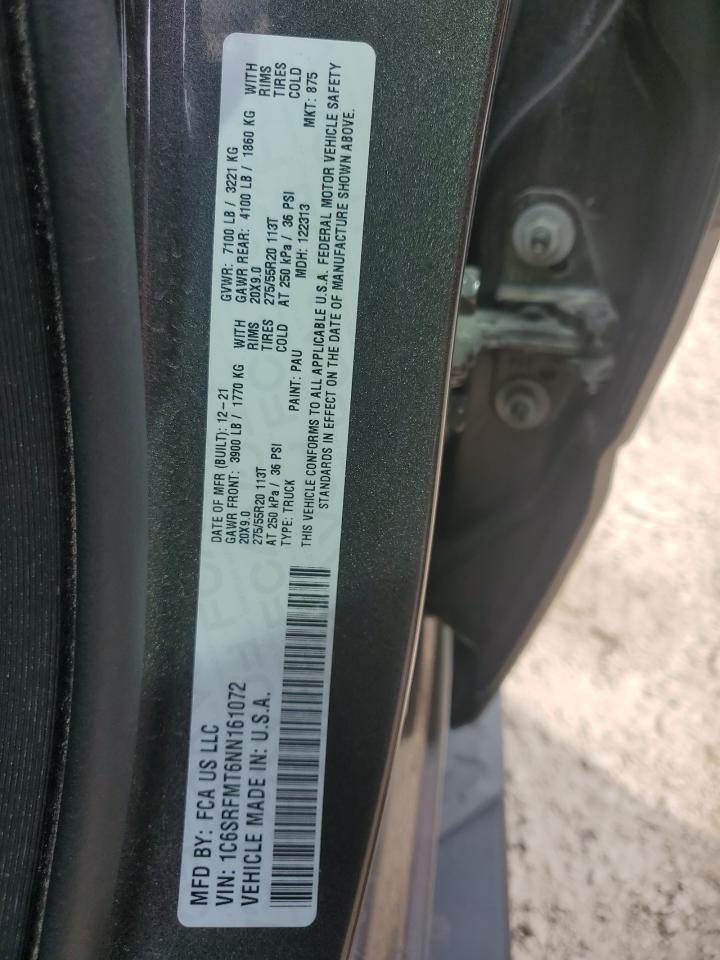 MFD BY: FCA US LLC
VIN: 1C6SRFMT6NN161072
VEHICLE MADE IN: U.S.A.
DATE OF MFR (BUILT): 12-21 GVWR: 7100 LB / 3221 KG
GAWR FRONT: 3900 LB / 1770 KG WITH GAWR REAR: 4100 LB / 1860 KG WITH
20X9.0 RIMS 20X9.0 RIMS
275/55R20 113T TIRES 275/55R20 113T TIRES
AT 250 kPa / 36 PSI COLD AT 250 kPa / 36 PSI COLD
TYPE: TRUCK PAINT: PAU MDH: 122313 MKT: 875
THIS VEHICLE CONFORMS TO ALL APPLICABLE U.S.A. FEDERAL MOTOR VEHICLE SAFETY
STANDARDS IN EFFECT ON THE DATE OF MANUFACTURE SHOWN ABOVE.